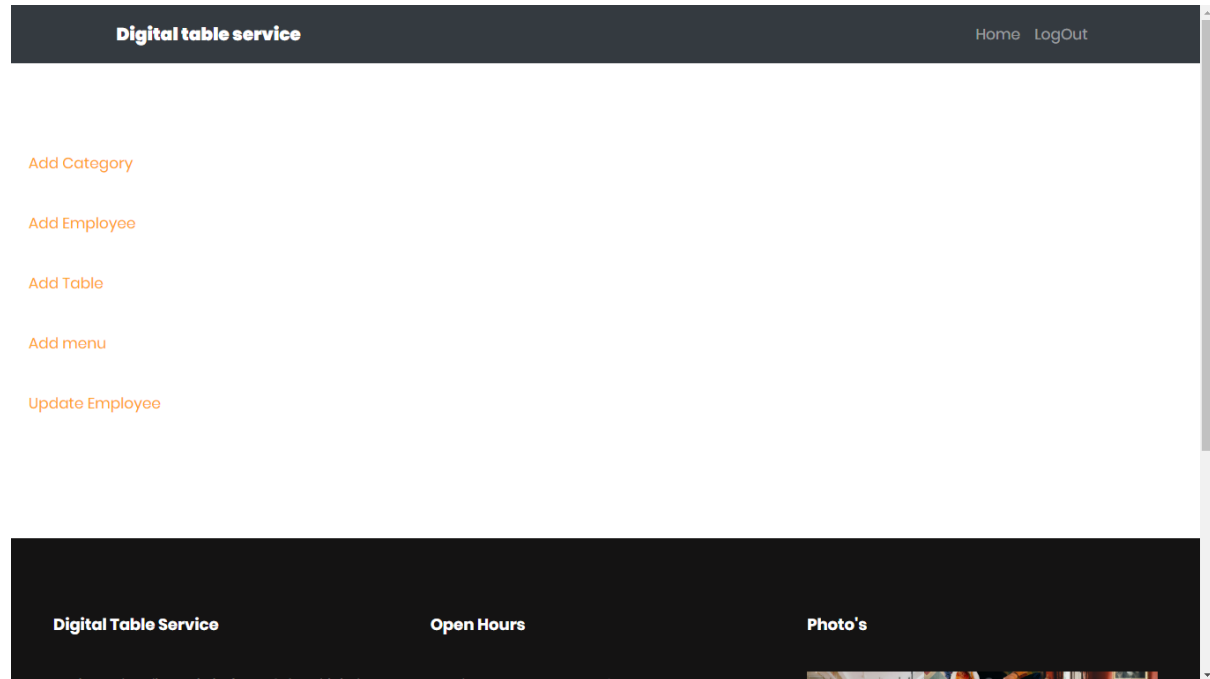 Digital table service
Home LogOut
Add Category
Add Employee
Add Table
Add menu
Update Employee
Digital Table Service
Open Hours
Photo's